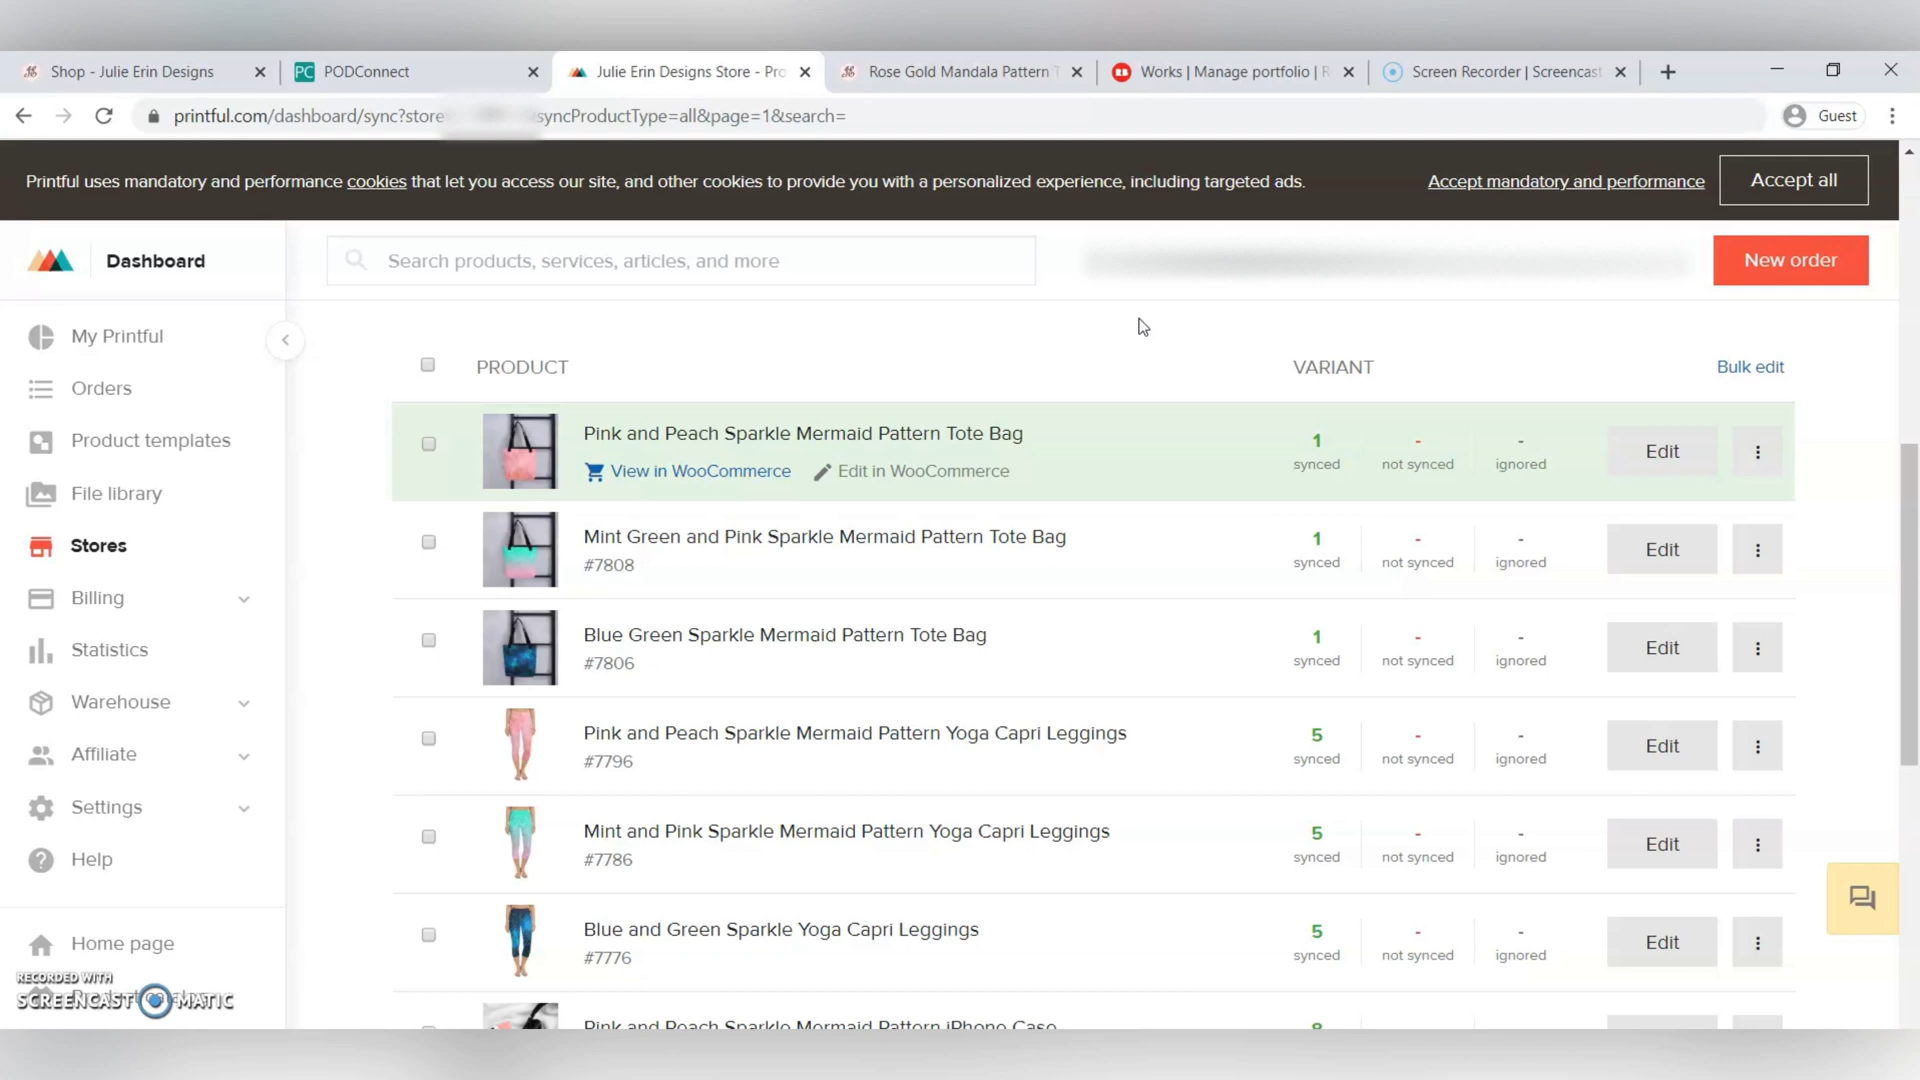 Shop - Julie Erin Designs
PC PODConnect
Julie Erin Designs Store - Pro
Rose Gold Mandala Pattern T
Works | Manage portfolio | R
Screen Recorder | Screencast
printful.com/dashboard/sync?store
syncProductType=all&page=1&search=
Guest
Printful uses mandatory and performance cookies that let you access our site, and other cookies to provide you with a personalized experience, including targeted ads.
Accept mandatory and performance
Accept all
Dashboard
Search products, services, articles, and more
New order
My Printful
Orders
Product templates
File library
Stores
Billing
Statistics
Warehouse
Affiliate
Settings
Help
Home page
RECORDED WITH
SCREENCAST MATIC
PRODUCT
VARIANT
Bulk edit
Pink and Peach Sparkle Mermaid Pattern Tote Bag
View in WooCommerce
Edit in WooCommerce
1 - -
synced not synced ignored
Edit
Mint Green and Pink Sparkle Mermaid Pattern Tote Bag
#7808
1 - -
synced not synced ignored
Edit
Blue Green Sparkle Mermaid Pattern Tote Bag
#7806
1 - -
synced not synced ignored
Edit
Pink and Peach Sparkle Mermaid Pattern Yoga Capri Leggings
#7796
5 - -
synced not synced ignored
Edit
Mint and Pink Sparkle Mermaid Pattern Yoga Capri Leggings
#7786
5 - -
synced not synced ignored
Edit
Blue and Green Sparkle Yoga Capri Leggings
#7776
5 - -
synced not synced ignored
Edit
Pink and Peach Sparkle Mermaid Pattern iPhone Case